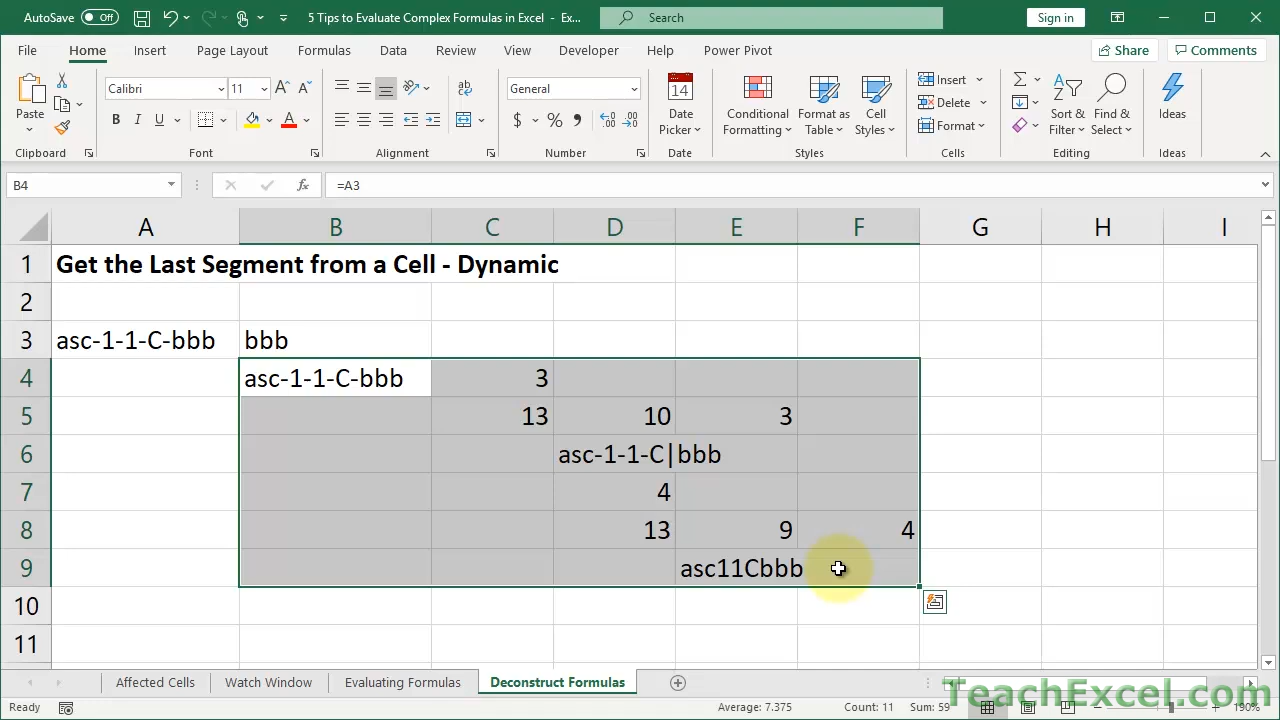 AutoSave Off 5 Tips to Evaluate Complex Formulas in Excel - Ex... Search Sign in
File Home Insert Page Layout Formulas Data Review View Developer Help Power Pivot Share Comments
Paste Calibri 11 General Date Picker Conditional Formatting Format as Table Cell Styles Insert Delete Format Sort & Filter Find & Select Ideas
Clipboard Font Alignment Number Date Styles Cells Editing Ideas
B4 fx =A3
A B C D E F G H I
1 Get the Last Segment from a Cell - Dynamic
2
3 asc-1-1-C-bbb bbb
4 asc-1-1-C-bbb 3
5 13 10 3
6 asc-1-1-C|bbb
7 4
8 13 9 4
9 asc11Cbbb
10
11
Affected Cells Watch Window Evaluating Formulas Deconstruct Formulas
Ready Average: 7.375 Count: 11 Sum: 59 190%
TeachExcel.com